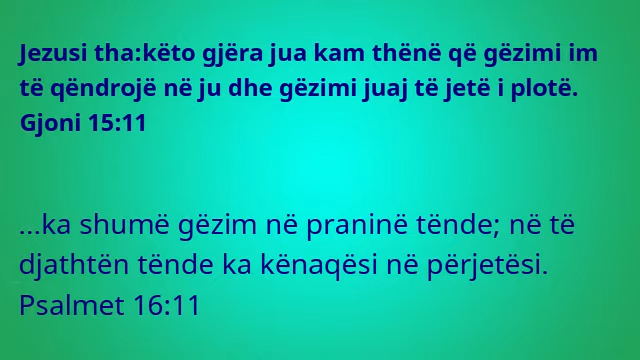 Jezusi tha:këto gjëra jua kam thënë që gëzimi im
të qëndrojë në ju dhe gëzimi juaj të jetë i plotë.
Gjoni 15:11
...ka shumë gëzim në praninë tënde; në të
djathtën tënde ka kënaqësi në përjetësi.
Psalmet 16:11